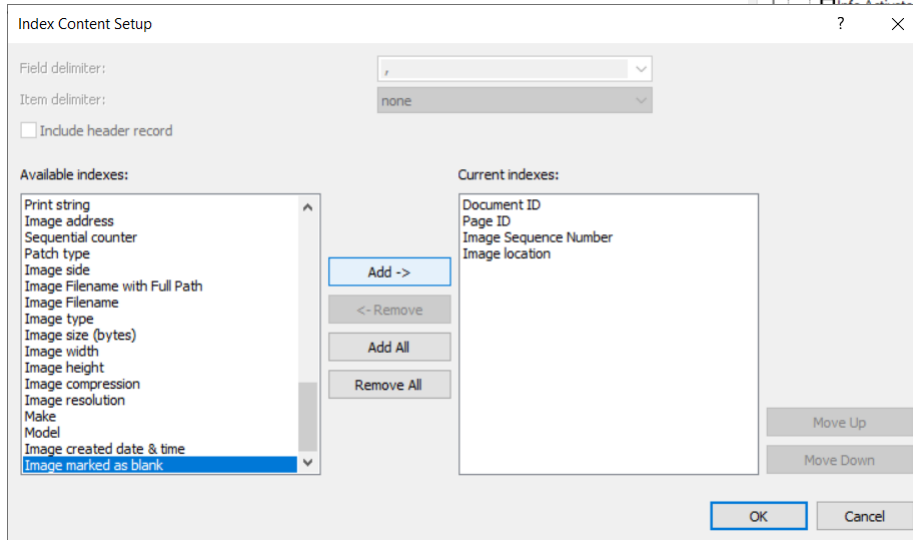 Index Content Setup
?
Field delimiter:
,
Item delimiter:
none
Include header record
Available indexes:
Print string
Image address
Sequential counter
Patch type
Image side
Image Filename with Full Path
Image Filename
Image type
Image size (bytes)
Image width
Image height
Image compression
Image resolution
Make
Model
Image created date & time
Image marked as blank
Add ->
<- Remove
Add All
Remove All
Current indexes:
Document ID
Page ID
Image Sequence Number
Image location
Move Up
Move Down
OK
Cancel